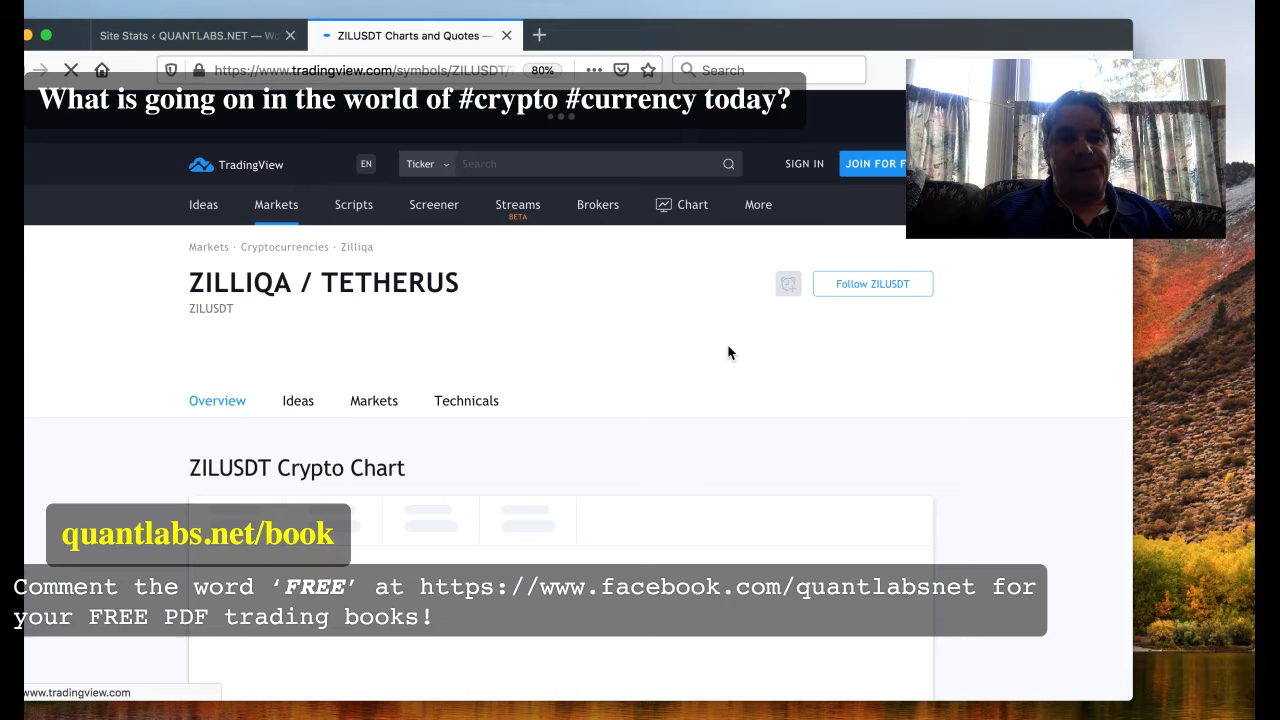 Site Stats ‹ QUANTLABS.NET — Wo
ZILUSDT Charts and Quotes —
https://www.tradingview.com/symbols/ZILUSDT/
80%
Search
What is going on in the world of #crypto #currency today?
TradingView
EN
Ticker
Search
SIGN IN
JOIN FOR F
Ideas
Markets
Scripts
Screener
Streams
BETA
Brokers
Chart
More
Markets · Cryptocurrencies · Zilliqa
ZILLIQA / TETHERUS
Follow ZILUSDT
ZILUSDT
Overview
Ideas
Markets
Technicals
ZILUSDT Crypto Chart
quantlabs.net/book
Comment the word ‘FREE’ at https://www.facebook.com/quantlabsnet for
your FREE PDF trading books!
www.tradingview.com